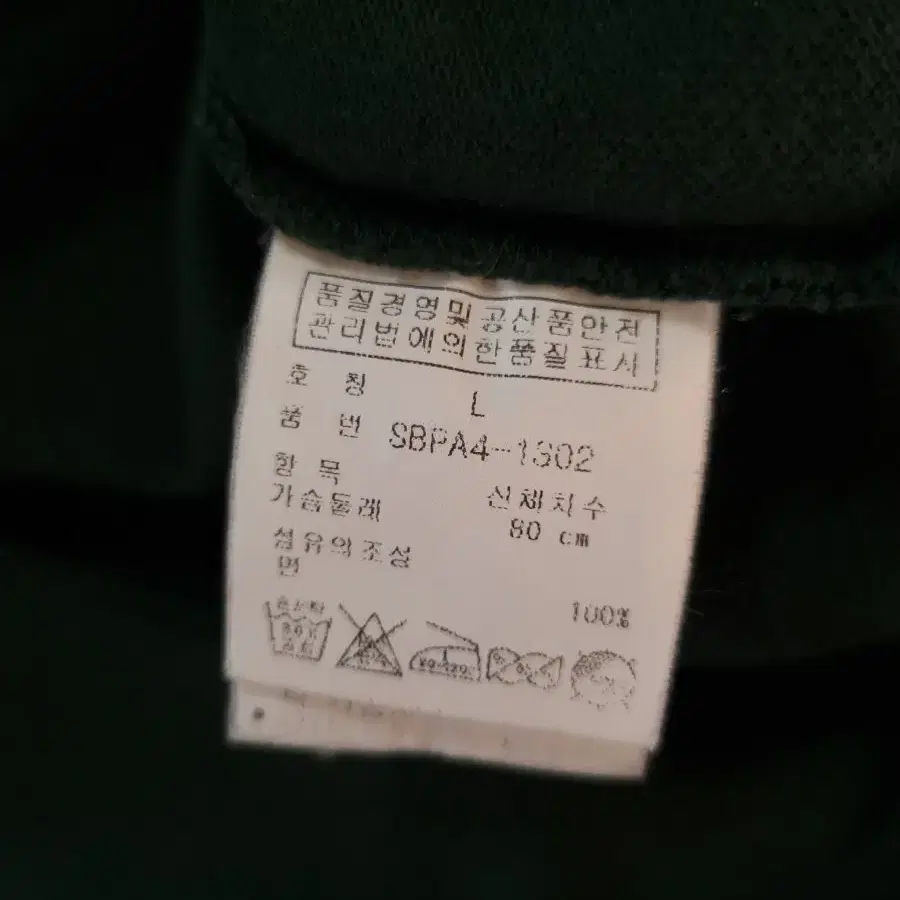 품질경영및공산품안전
관리법에의한품질표시
호 칭 L
품 번 SBPA4-1302
항 목 신체치수
가슴둘레 80 cm
섬유의조성
면 100%